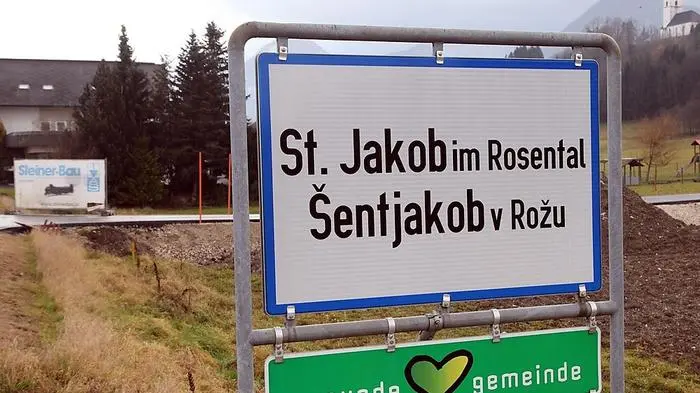 Steiner-Bau
St. Jakob im Rosental
Šentjakob v Rožu
gemeinde